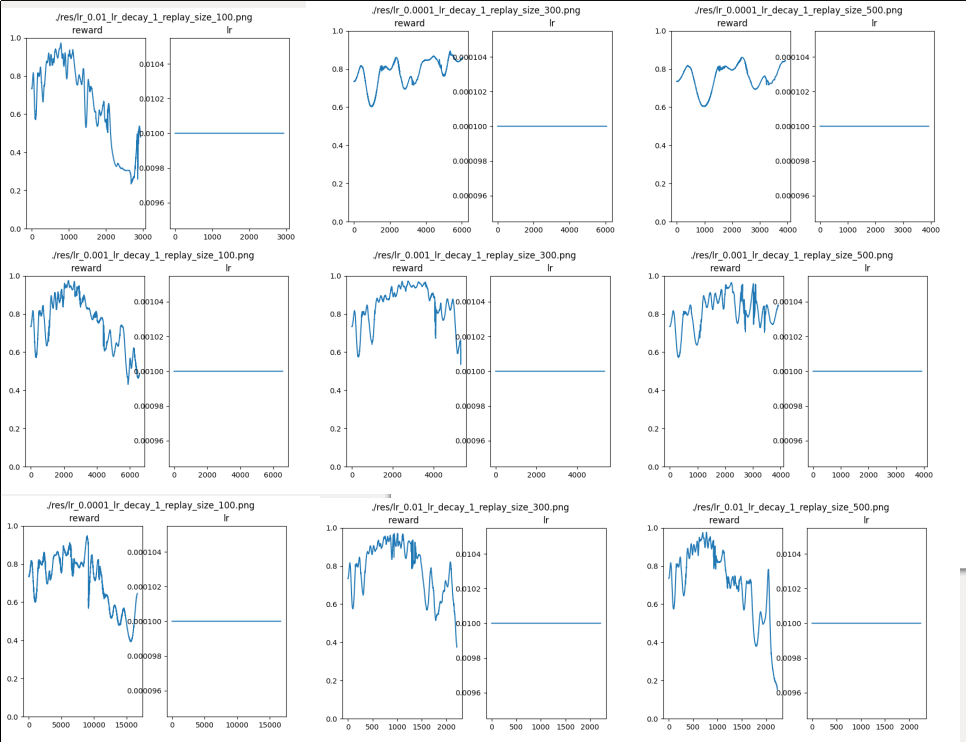 ./res/lr_0.01_lr_decay_1_replay_size_100.png
reward lr
1.0
0.8
0.6
0.4
0.2
0.0
0 1000 2000 3000
0.0104
0.0102
0.0100
0.0098
0.0096
0 1000 2000 3000
./res/lr_0.0001_lr_decay_1_replay_size_300.png
reward lr
1.0
0.8
0.6
0.4
0.2
0.0
0 2000 4000 6000
0.000104
0.000102
0.000100
0.000098
0.000096
0 2000 4000 6000
./res/lr_0.0001_lr_decay_1_replay_size_500.png
reward lr
1.0
0.8
0.6
0.4
0.2
0.0
0 1000 2000 3000 4000
0.000104
0.000102
0.000100
0.000098
0.000096
0 1000 2000 3000 4000
./res/lr_0.001_lr_decay_1_replay_size_100.png
reward lr
1.0
0.8
0.6
0.4
0.2
0.0
0 2000 4000 6000
0.00104
0.00102
0.00100
0.00098
0.00096
0 2000 4000 6000
./res/lr_0.001_lr_decay_1_replay_size_300.png
reward lr
1.0
0.8
0.6
0.4
0.2
0.0
0 2000 4000
0.00104
0.00102
0.00100
0.00098
0.00096
0 2000 4000
./res/lr_0.001_lr_decay_1_replay_size_500.png
reward lr
1.0
0.8
0.6
0.4
0.2
0.0
0 1000 2000 3000 4000
0.00104
0.00102
0.00100
0.00098
0.00096
0 1000 2000 3000 4000
./res/lr_0.0001_lr_decay_1_replay_size_100.png
reward lr
1.0
0.8
0.6
0.4
0.2
0.0
0 5000 10000 15000
0.000104
0.000102
0.000100
0.000098
0.000096
0 5000 10000 15000
./res/lr_0.01_lr_decay_1_replay_size_300.png
reward lr
1.0
0.8
0.6
0.4
0.2
0.0
0 500 1000 1500 2000
0.0104
0.0102
0.0100
0.0098
0.0096
0 500 1000 1500 2000
./res/lr_0.01_lr_decay_1_replay_size_500.png
reward lr
1.0
0.8
0.6
0.4
0.2
0.0
0 500 1000 1500 2000
0.0104
0.0102
0.0100
0.0098
0.0096
0 500 1000 1500 2000